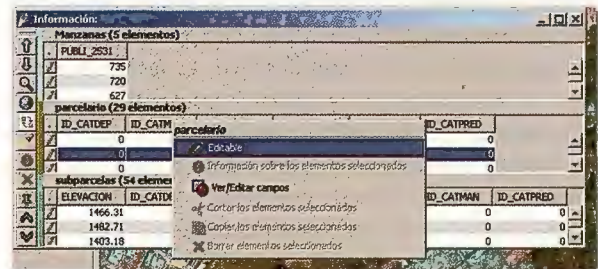 Información:
Manzanas (5 elementos)
PUBLI_2531
735
720
627
parcelario (29 elementos)
ID_CATDEP ID_CATM ID_CATPRED
0 0
0 0
0 0
parcelario
Editable
Información sobre los elementos seleccionados
Ver/Editar campos
Cortar los elementos seleccionados
Copiar los elementos seleccionados
Borrar elementos seleccionados
subparcelas (54 elemen
ELEVACION ID_CATDE ID_CATMAN ID_CATPRED
1466.31 0 0
1482.71 0 0
1403.18 0 0